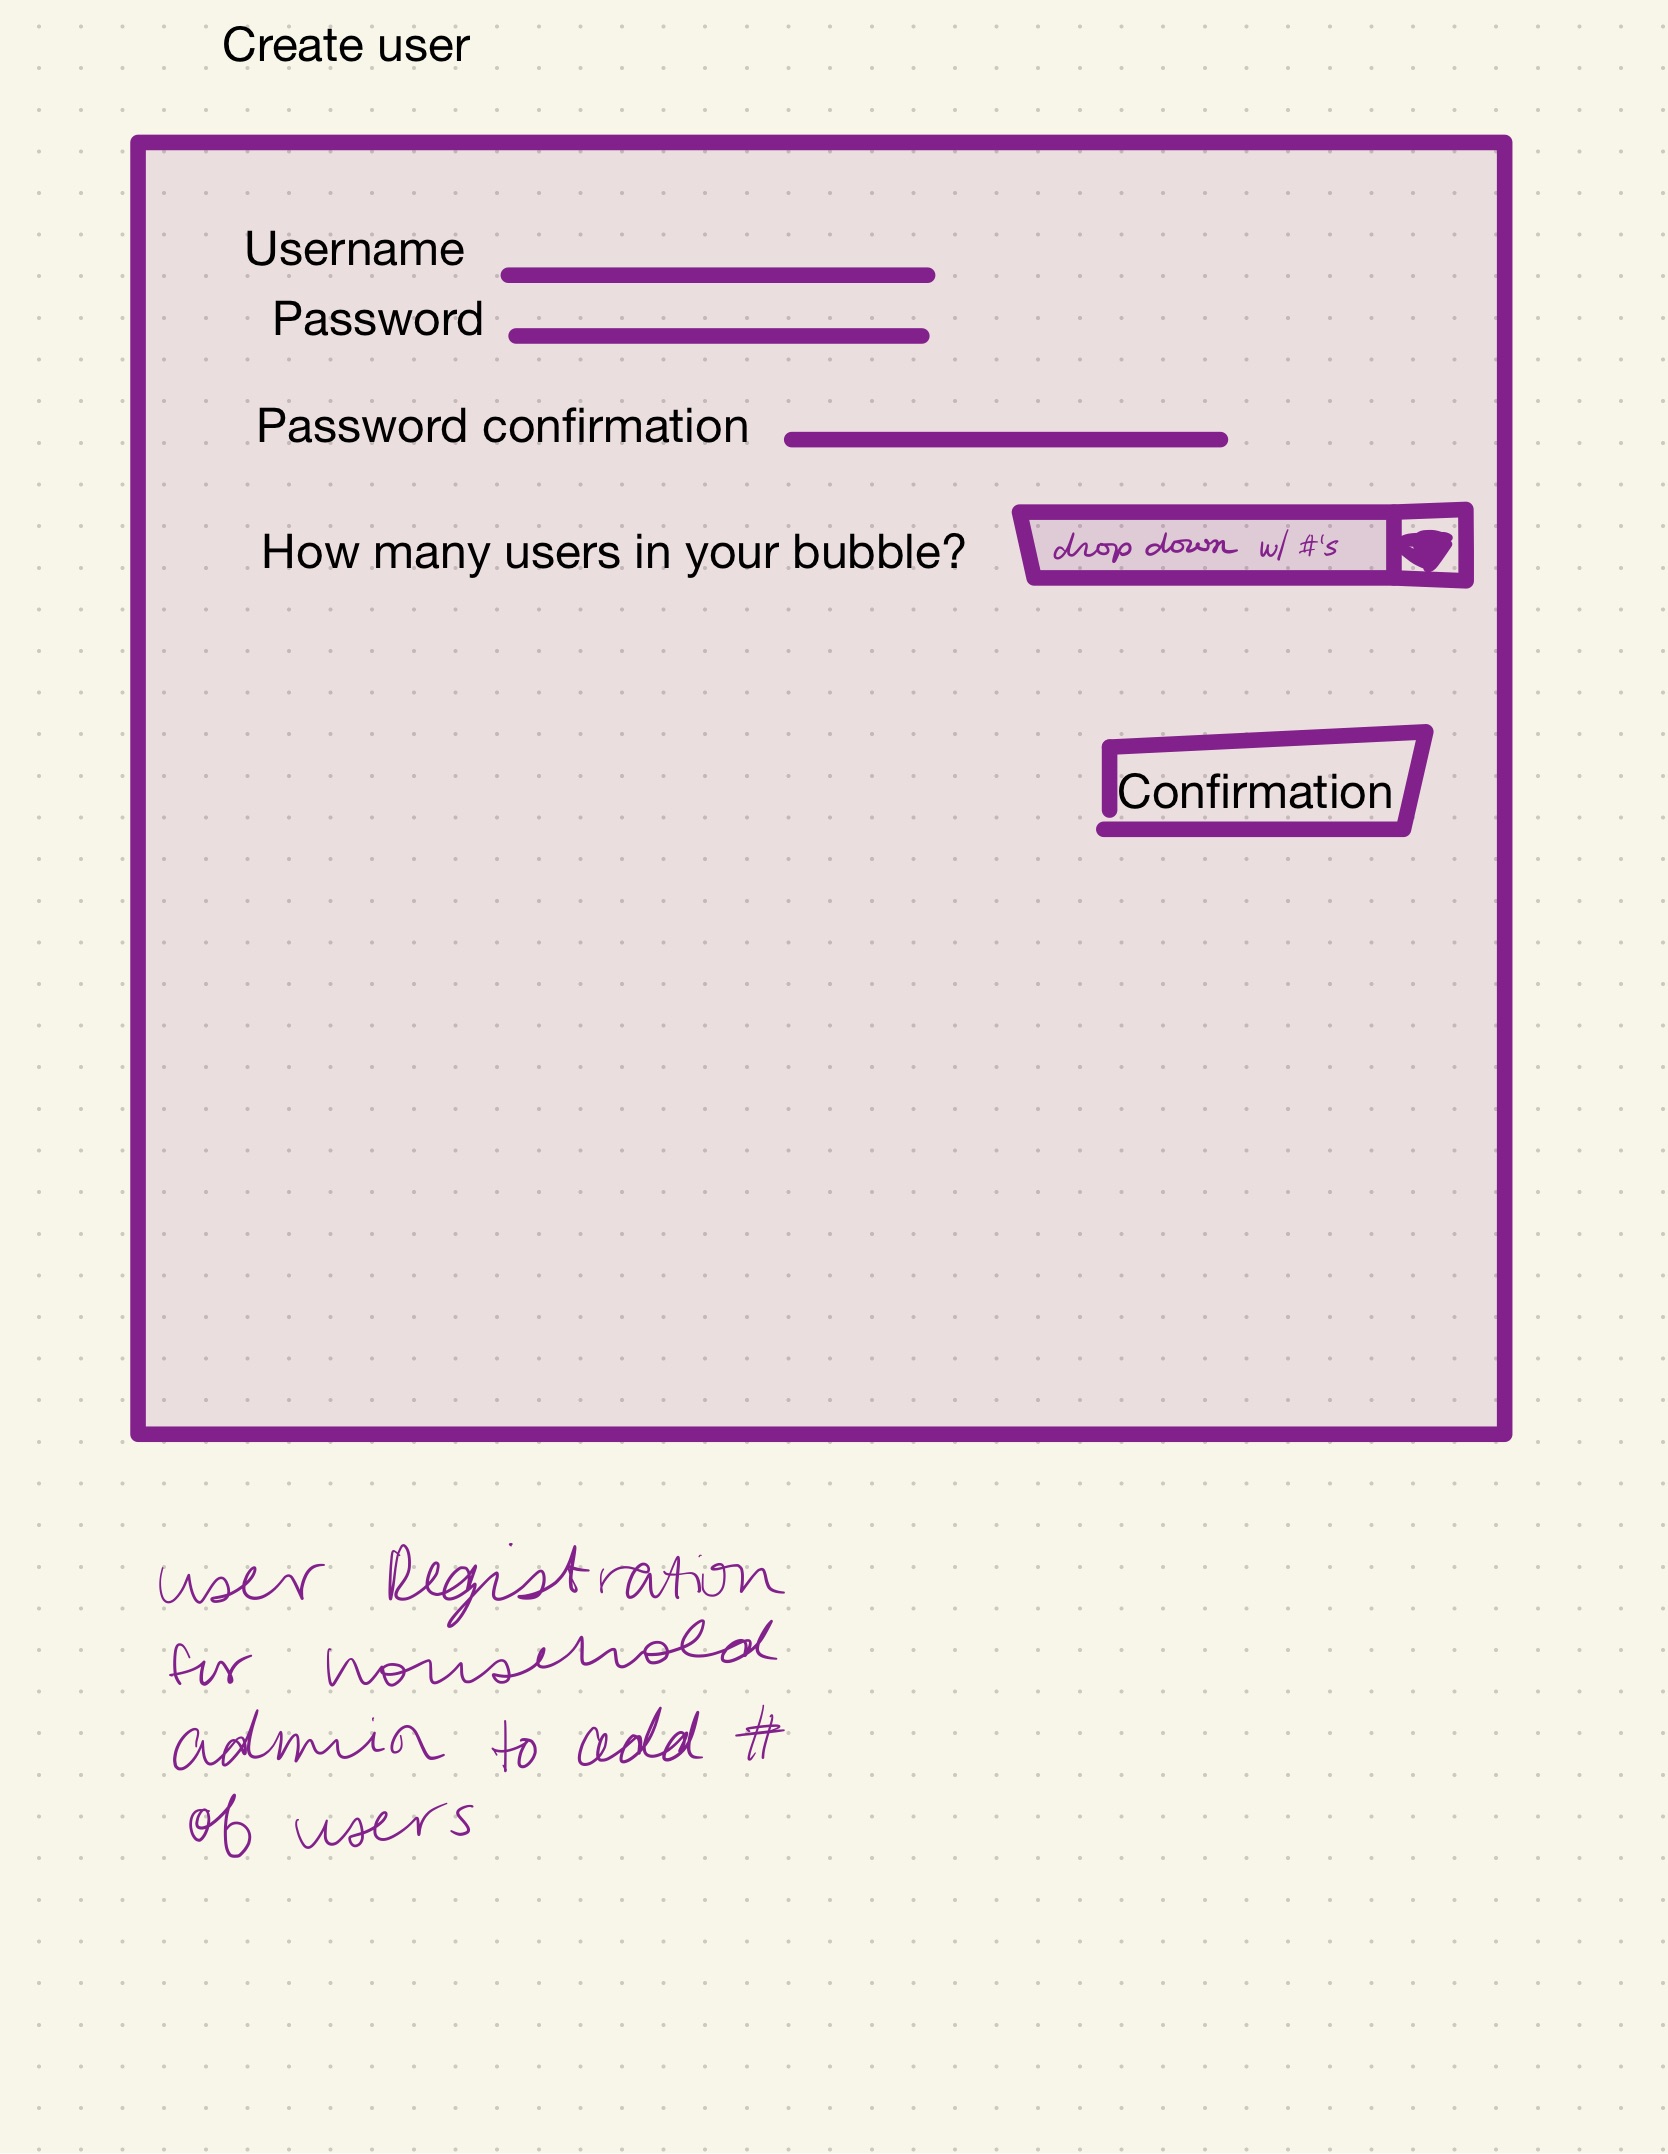 Create user
Username
Password
Password confirmation
How many users in your bubble?
drop down w/ #'s
Confirmation
user Registration
for household
admin to add #
of users